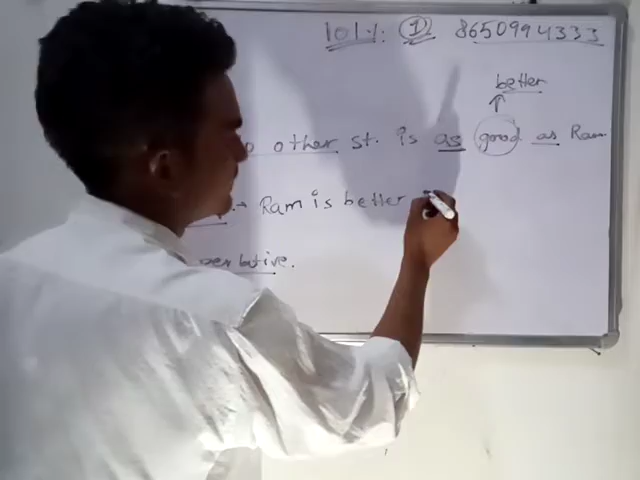 101%. ① 8650994333
better
o other st. is as good as Ram
.→ Ram is better
perlative.